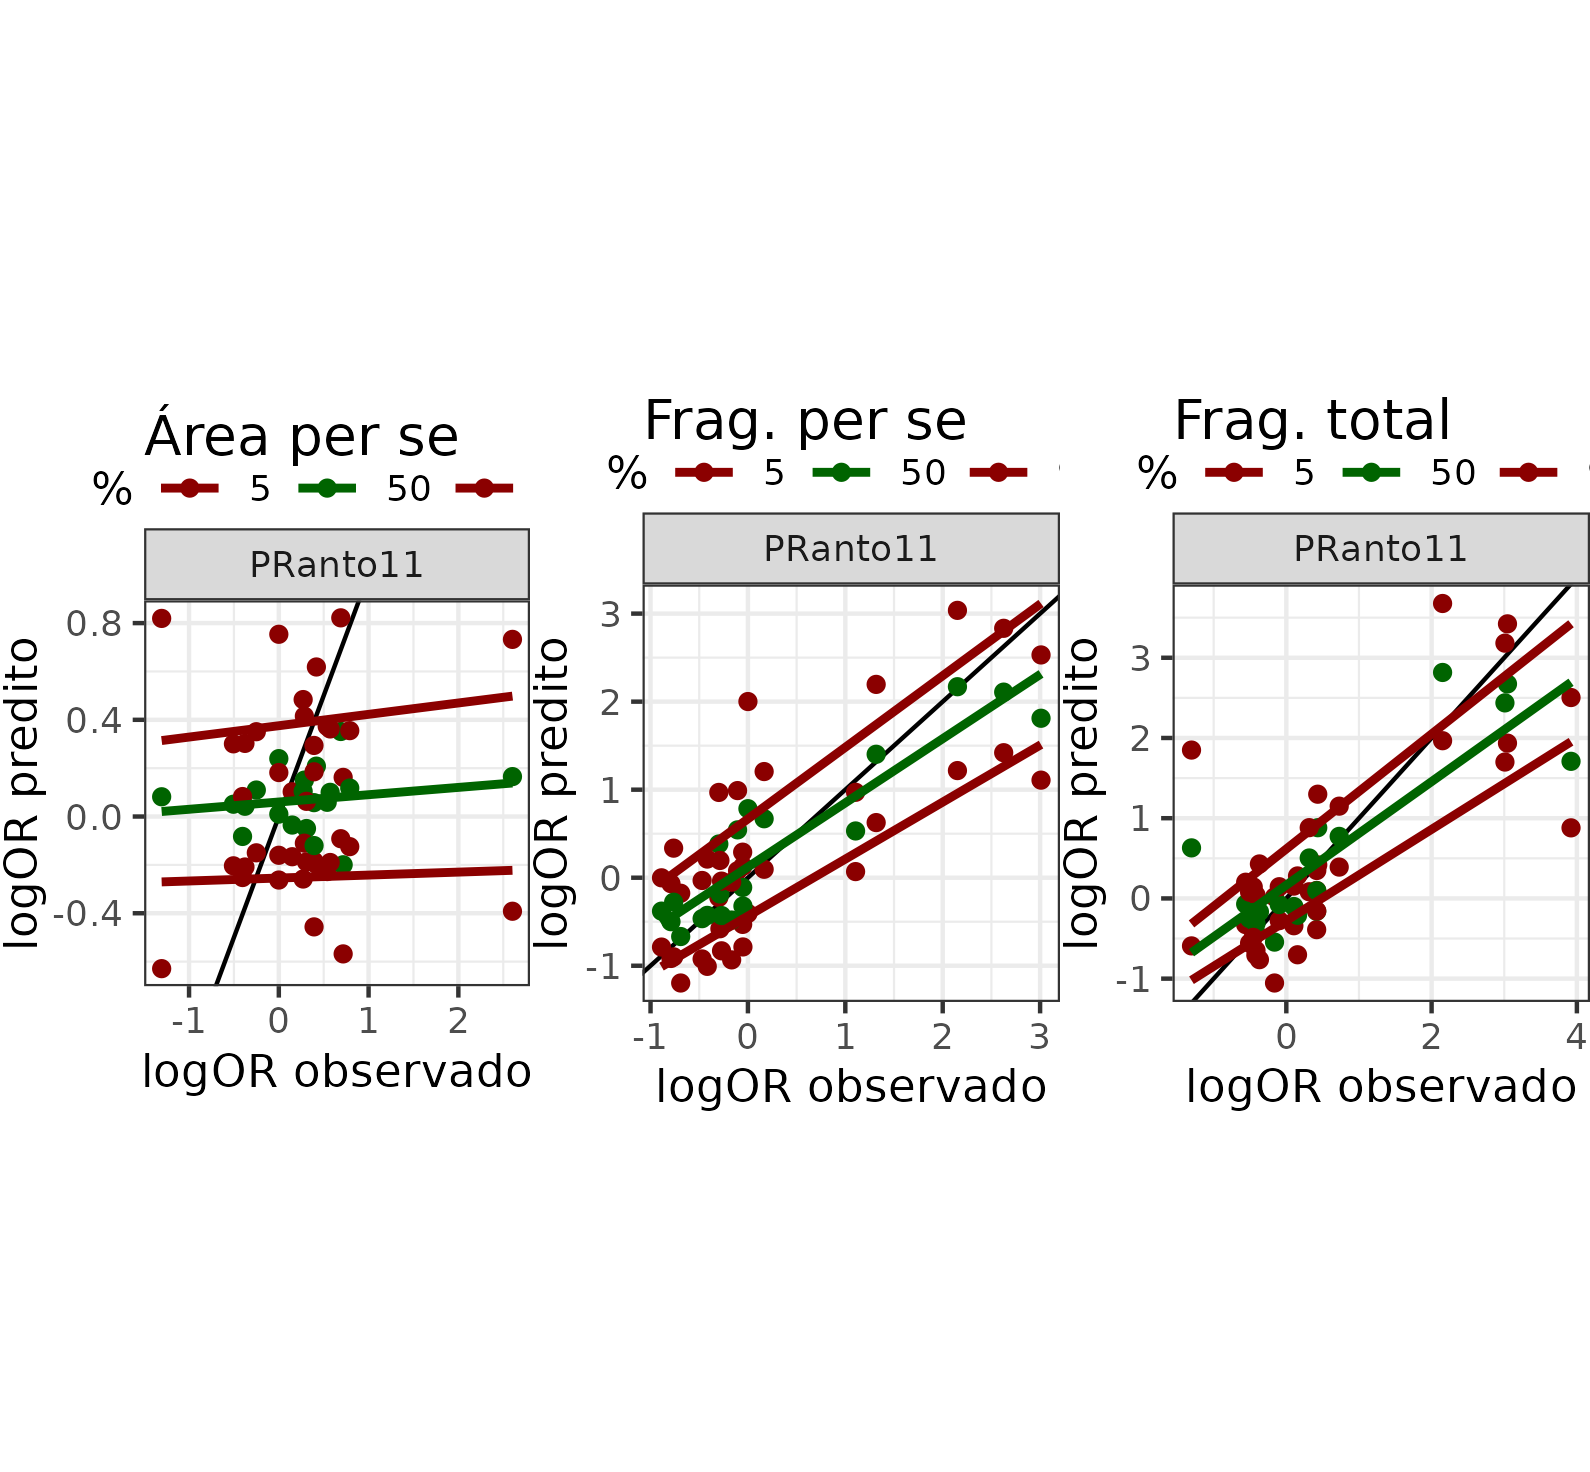 Área per se
% 5 50
PRanto11
0.8
0.4
0.0
-0.4
logOR predito
-1 0 1 2
logOR observado
Frag. per se
% 5 50
PRanto11
3
2
1
0
-1
logOR predito
-1 0 1 2 3
logOR observado
Frag. total
% 5 50
PRanto11
3
2
1
0
-1
logOR predito
0 2 4
logOR observado